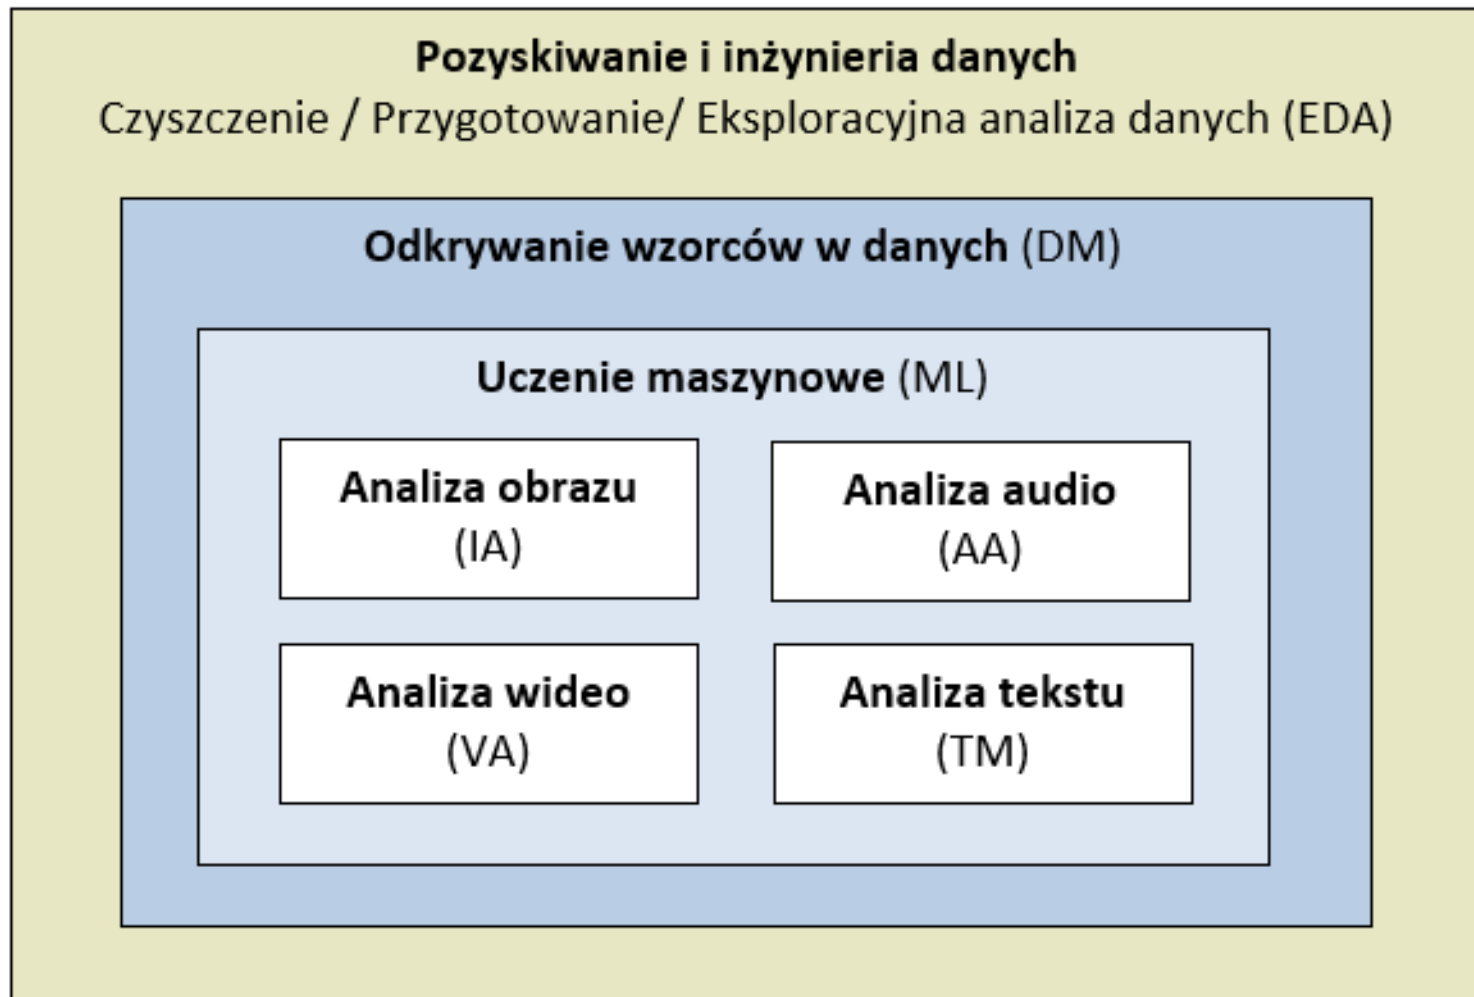 Pozyskiwanie i inżynieria danych
Czyszczenie / Przygotowanie/ Eksploracyjna analiza danych (EDA)
Odkrywanie wzorców w danych (DM)
Uczenie maszynowe (ML)
Analiza obrazu
(IA)
Analiza audio
(AA)
Analiza wideo
(VA)
Analiza tekstu
(TM)